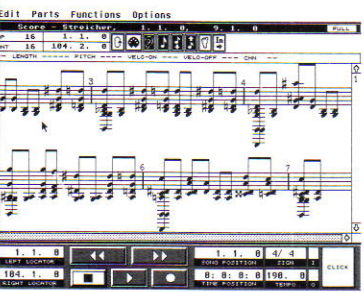 Edit Parts Functions Options
Score - Streicher, 1. 1. 0 9. 1. 0 FULL
16 1. 1. 0
16 104. 2. 0
LENGTH PITCH VELO-ON VELO-OFF CHN
1
3 4
6 7
1. 1. 0
LEFT LOCATOR
104. 1. 0
RIGHT LOCATOR
1. 1. 0 4/ 4
SONG POSITION SIGN
0: 0: 0: 0 190. 0
TIME POSITION TEMPO
CLICK